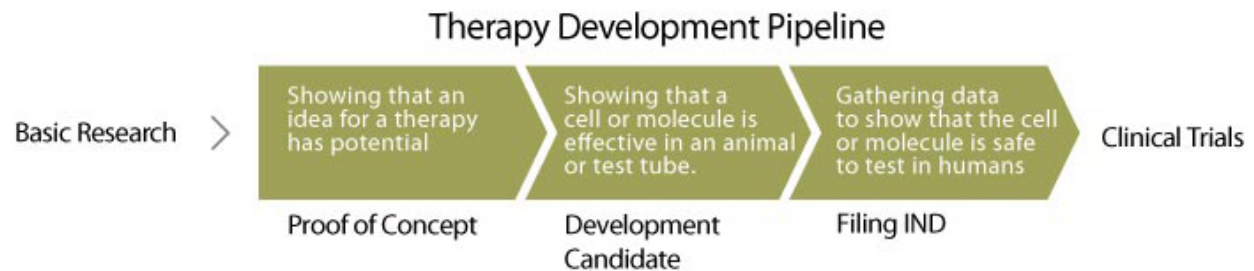 Therapy Development Pipeline
Basic Research
Showing that an
idea for a therapy
has potential
Proof of Concept
Showing that a
cell or molecule is
effective in an animal
or test tube.
Development
Candidate
Gathering data
to show that the cell
or molecule is safe
to test in humans
Filing IND
Clinical Trials